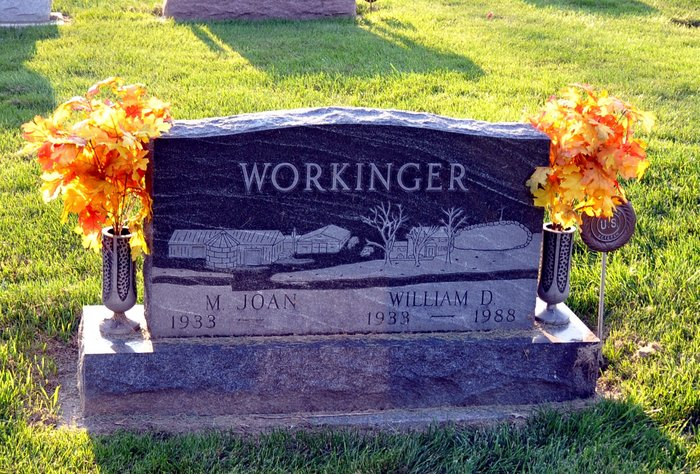 WORKINGER
M. JOAN WILLIAM D.
1933 — 1933 — 1988
U S